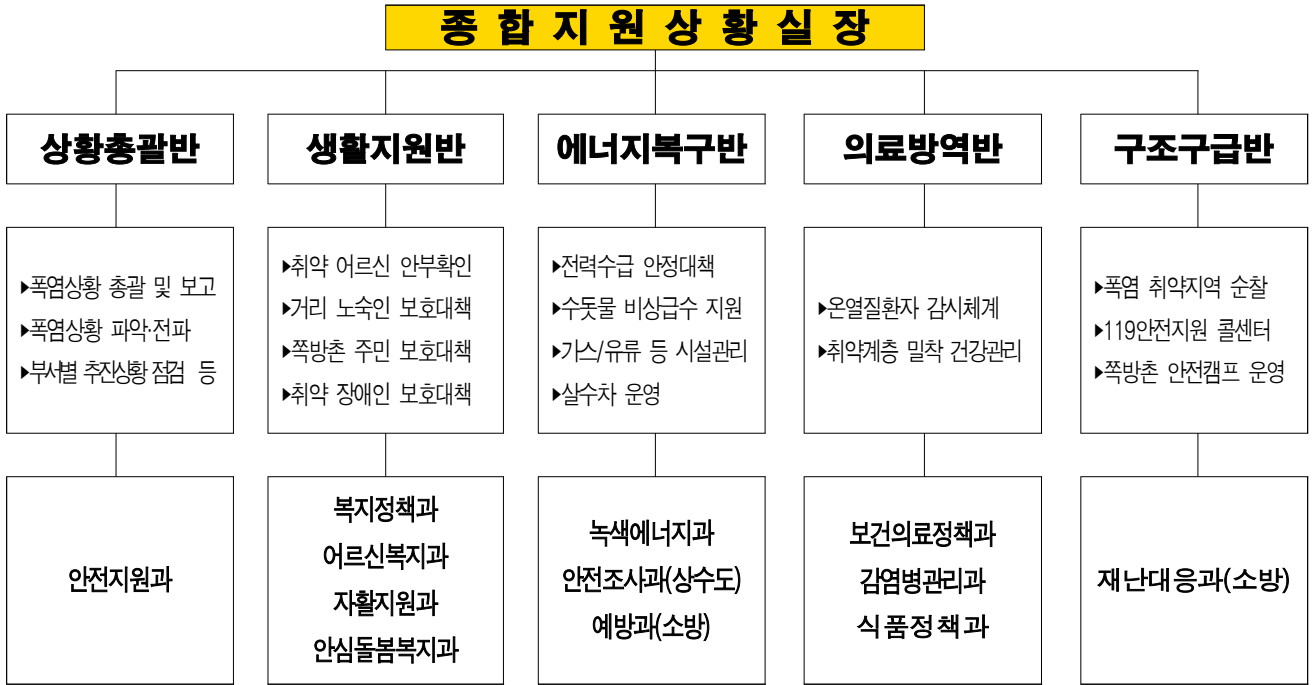 종 합 지 원 상 황 실 장
상황총괄반
생활지원반
에너지복구반
의료방역반
구조구급반
▶폭염상황 총괄 및 보고
▶폭염상황 파악·전파
▶부서별 추진상황 점검 등
▶취약 어르신 안부확인
▶거리 노숙인 보호대책
▶쪽방촌 주민 보호대책
▶취약 장애인 보호대책
▶전력수급 안정대책
▶수돗물 비상급수 지원
▶가스/유류 등 시설관리
▶살수차 운영
▶온열질환자 감시체계
▶취약계층 밀착 건강관리
▶폭염 취약지역 순찰
▶119안전지원 콜센터
▶쪽방촌 안전캠프 운영
안전지원과
복지정책과
어르신복지과
자활지원과
안심돌봄복지과
녹색에너지과
안전조사과(상수도)
예방과(소방)
보건의료정책과
감염병관리과
식품정책과
재난대응과(소방)